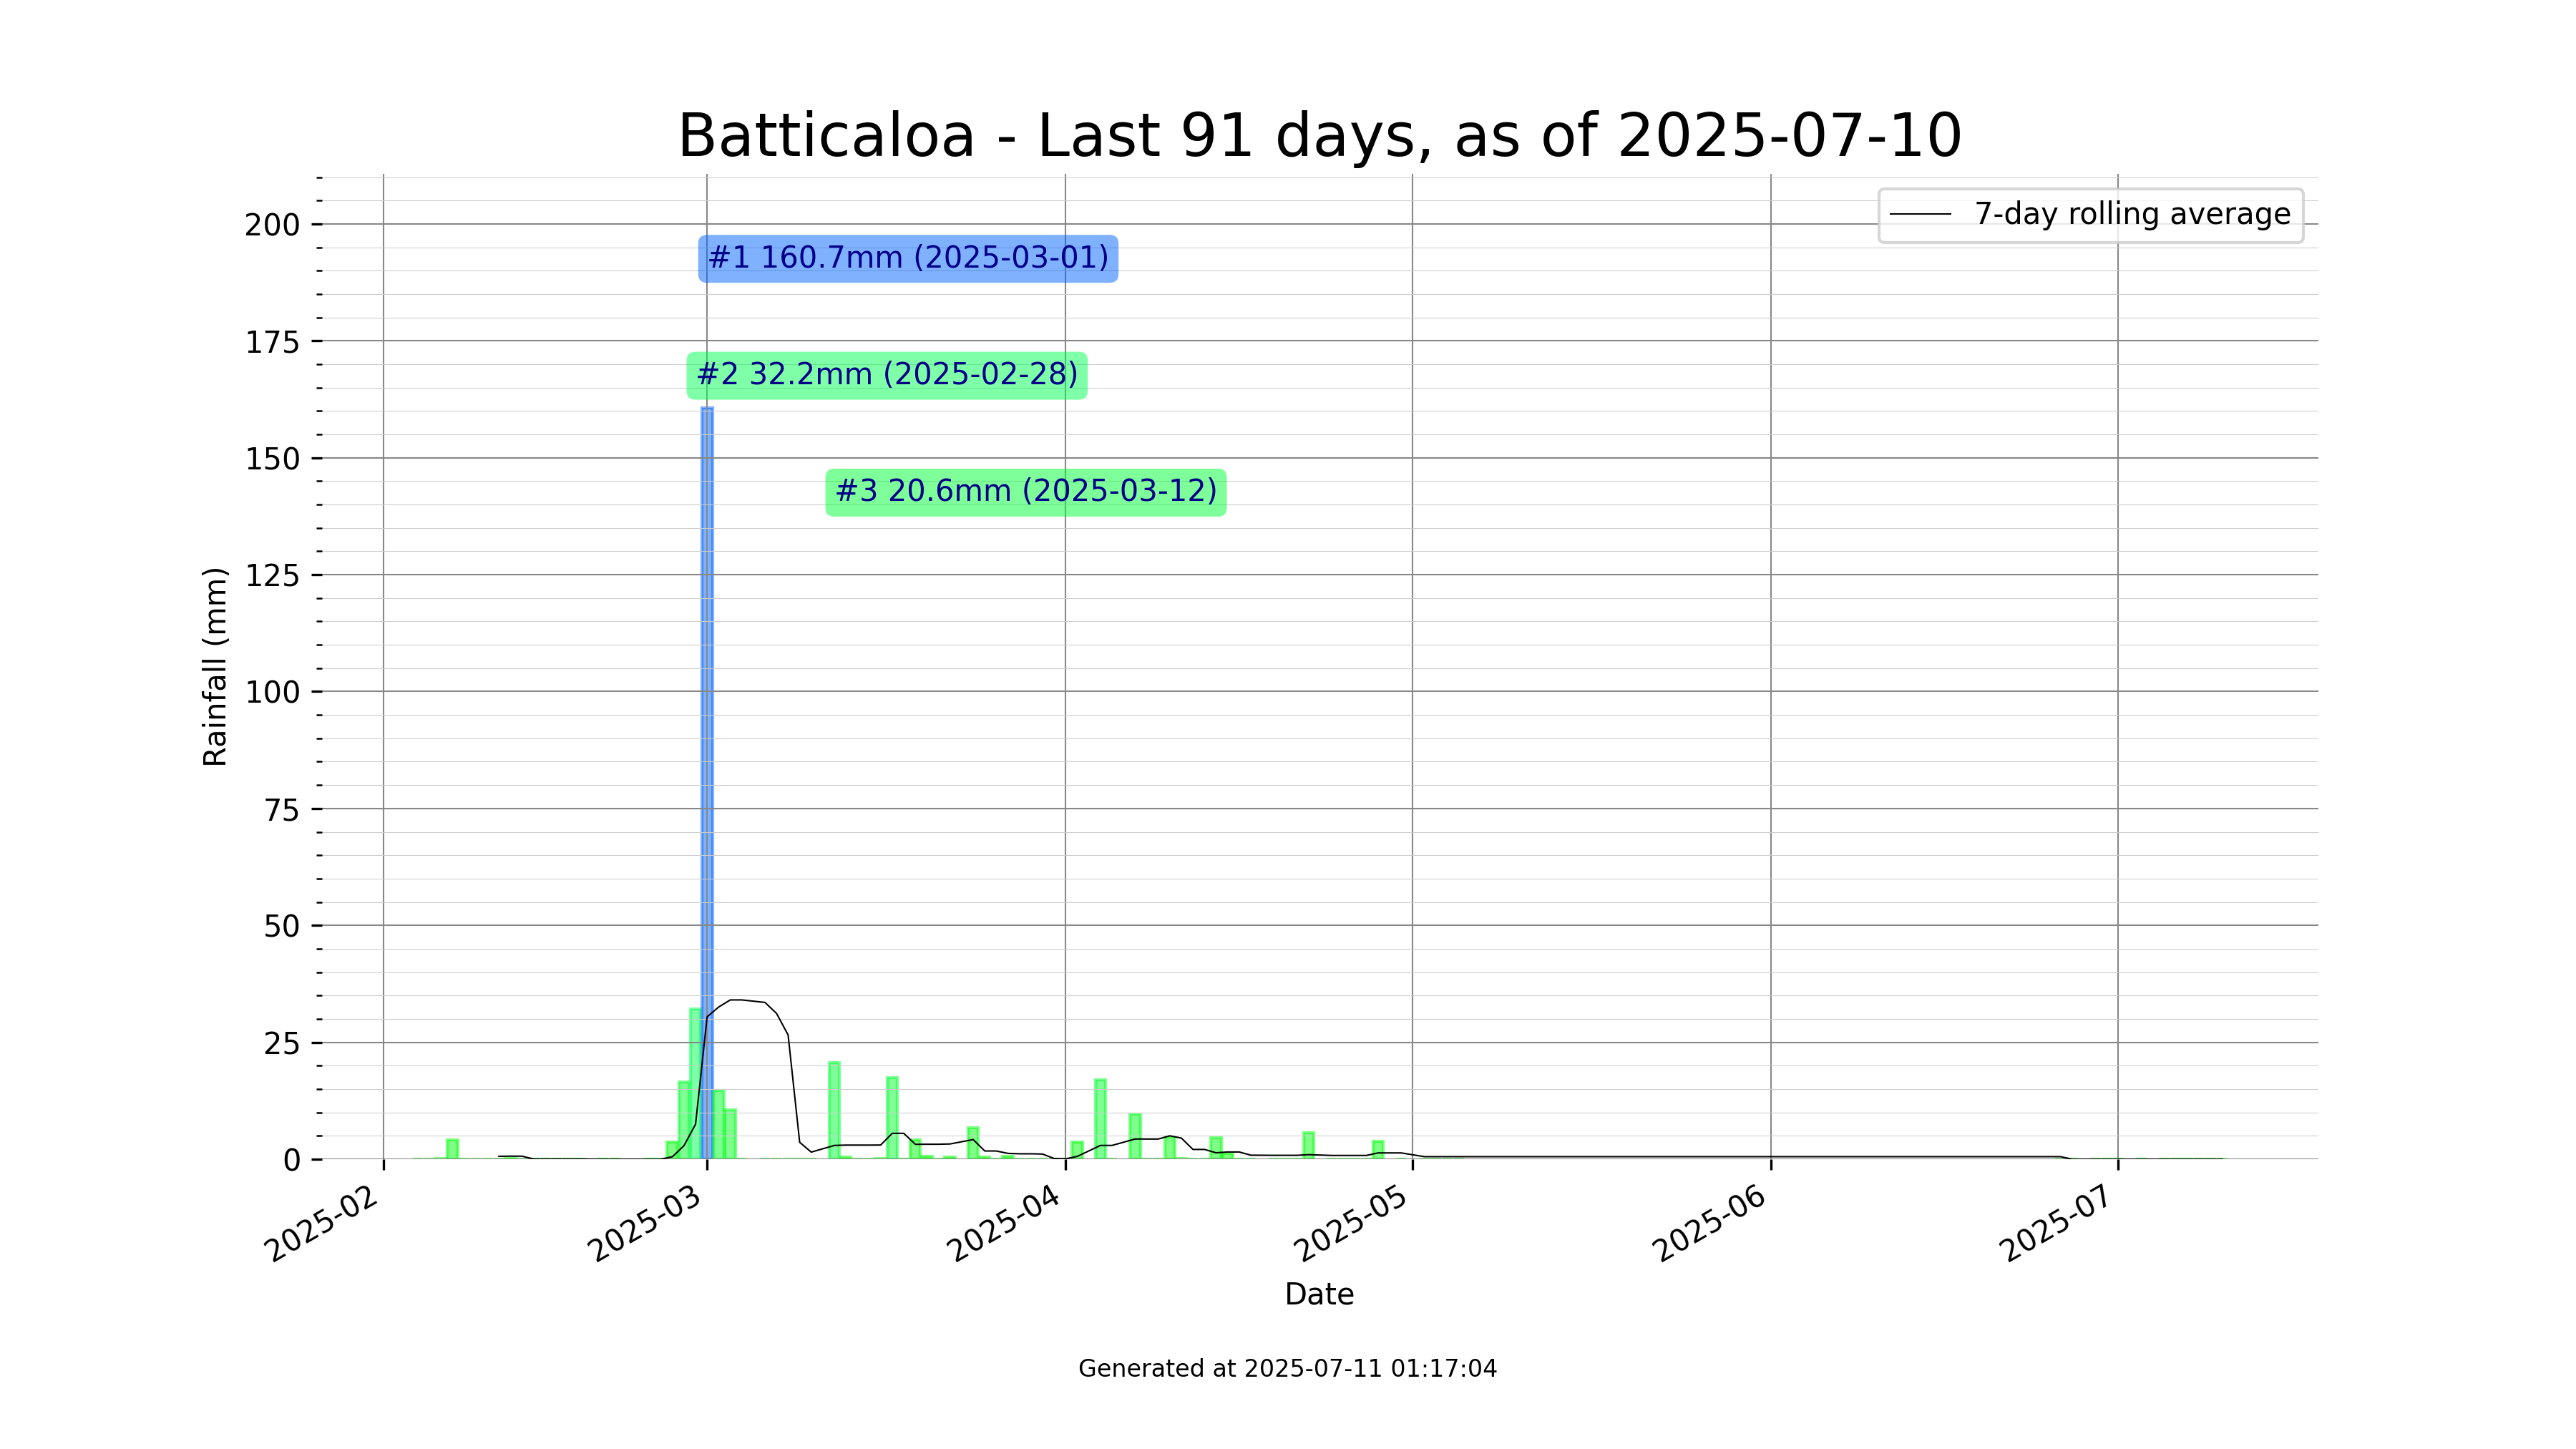 Batticaloa - Last 91 days, as of 2025-07-10
7-day rolling average
#1 160.7mm (2025-03-01)
#2 32.2mm (2025-02-28)
#3 20.6mm (2025-03-12)
Rainfall (mm)
200
175
150
125
100
75
50
25
0
2025-02
2025-03
2025-04
2025-05
2025-06
2025-07
Date
Generated at 2025-07-11 01:17:04